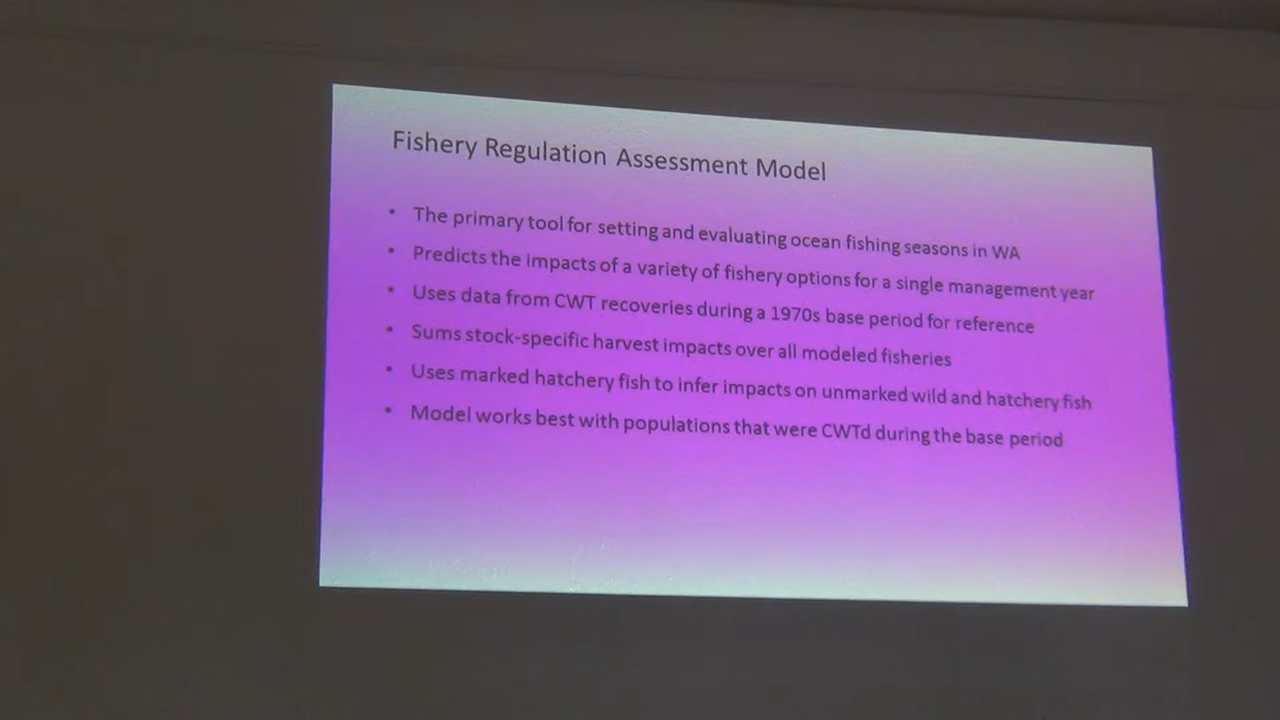 Fishery Regulation Assessment Model
• The primary tool for setting and evaluating ocean fishing seasons in WA
• Predicts the impacts of a variety of fishery options for a single management year
• Uses data from CWT recoveries during a 1970s base period for reference
• Sums stock-specific harvest impacts over all modeled fisheries
• Uses marked hatchery fish to infer impacts on unmarked wild and hatchery fish
• Model works best with populations that were CWTd during the base period